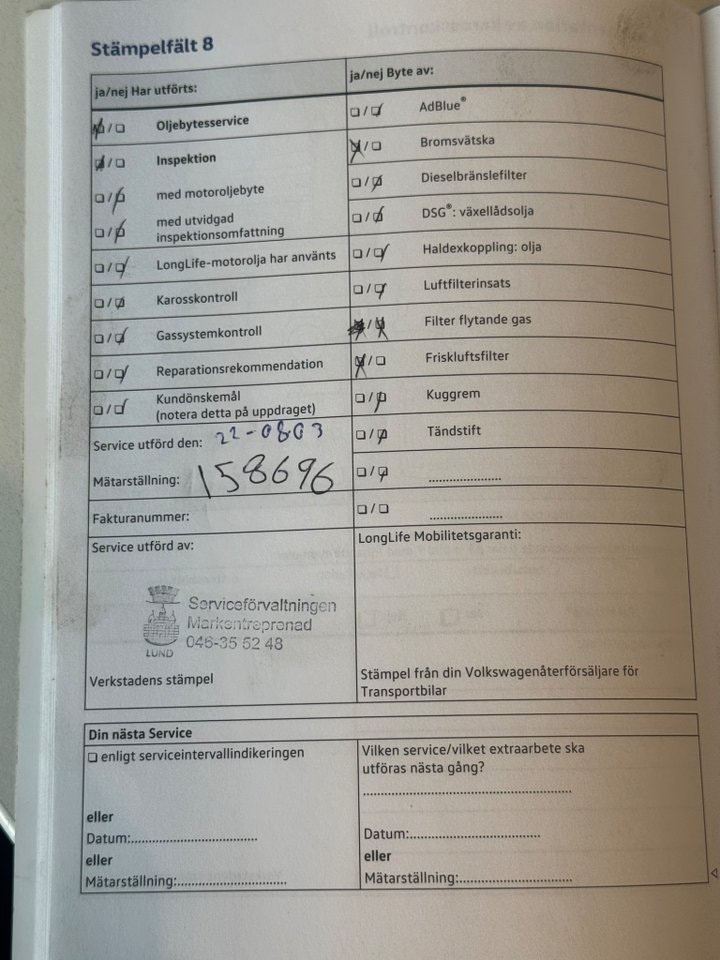 Stämpelfält 8
ja/nej Har utförts:
ja/nej Byte av:
Oljebytesservice
Inspektion
med motoroljebyte
med utvidgad
inspektionsomfattning
LongLife-motorolja har använts
Karosskontroll
Gassystemkontroll
Reparationsrekommendation
Kundönskemål
(notera detta på uppdraget)
Service utförd den: 22-0803
Mätarställning: 158696
Fakturanummer:
AdBlue®
Bromsvätska
Dieselbränslefilter
DSG®: växellådsolja
Haldexkoppling: olja
Luftfilterinsats
Filter flytande gas
Friskluftsfilter
Kuggrem
Tändstift
Service utförd av:
Serviceförvaltningen
Markentreprenad
046-35 52 48
LUND
Verkstadens stämpel
LongLife Mobilitetsgaranti:
Stämpel från din Volkswagenåterförsäljare för
Transportbilar
Din nästa Service
enligt serviceintervallindikeringen
eller
Datum:
eller
Mätarställning:
Vilken service/vilket extraarbete ska
utföras nästa gång?
Datum:
eller
Mätarställning: